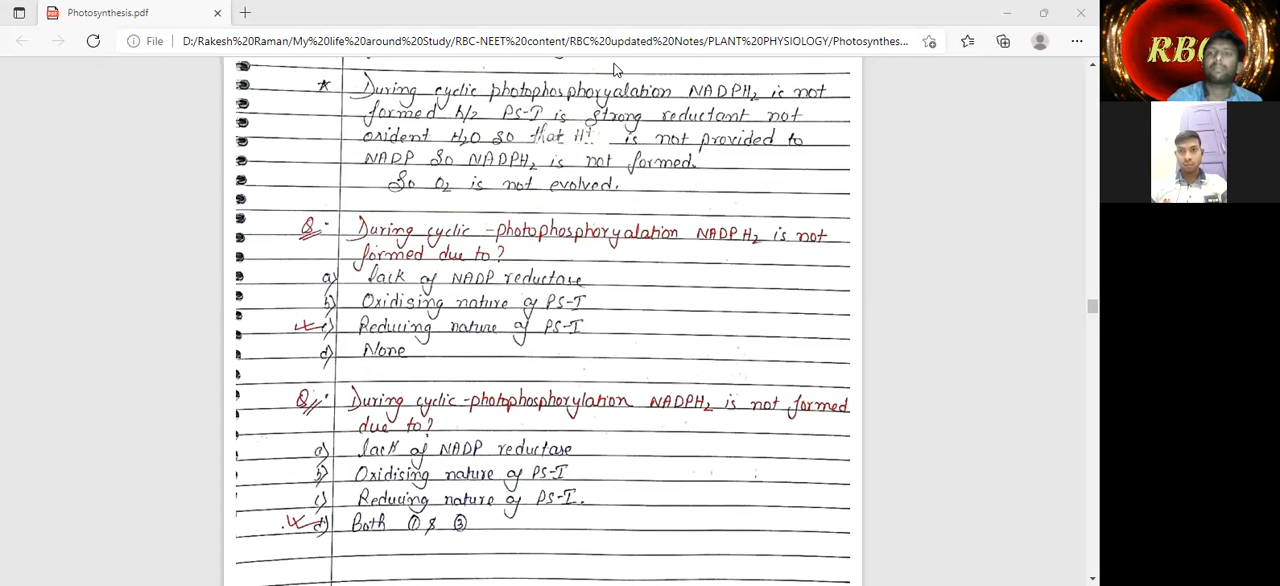 Photosynthesis.pdf
File
D:/Rakesh%20Raman/My%20life%20around%20Study/RBC-NEET%20content/RBC%20updated%20Notes/PLANT%20PHYSIOLOGY/Photosynthes...
RBC
* During cyclic photophosphoryalation NADPH₂ is not
formed b/z PS-I is strong reductant not
oxident H₂O So that H⁺ is not provided to
NADP So NADPH₂ is not formed.
So O₂ is not evolved.
Q:- During cyclic -photophosphoryalation NADPH₂ is not
formed due to?
a) lack of NADP reductase
b) Oxidising nature of PS-I
c) Reducing nature of PS-I
d) None
Q:- During cyclic -photophosphorylation NADPH₂ is not formed
due to?
a) lack of NADP reductase
b) Oxidising nature of PS-I
c) Reducing nature of PS-I.
d) Both ① & ③